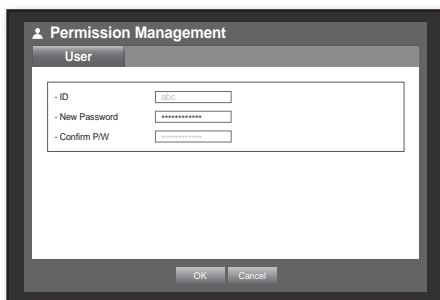 Permission Management
User
- ID abc
- New Password ************
- Confirm P/W ************
OK Cancel